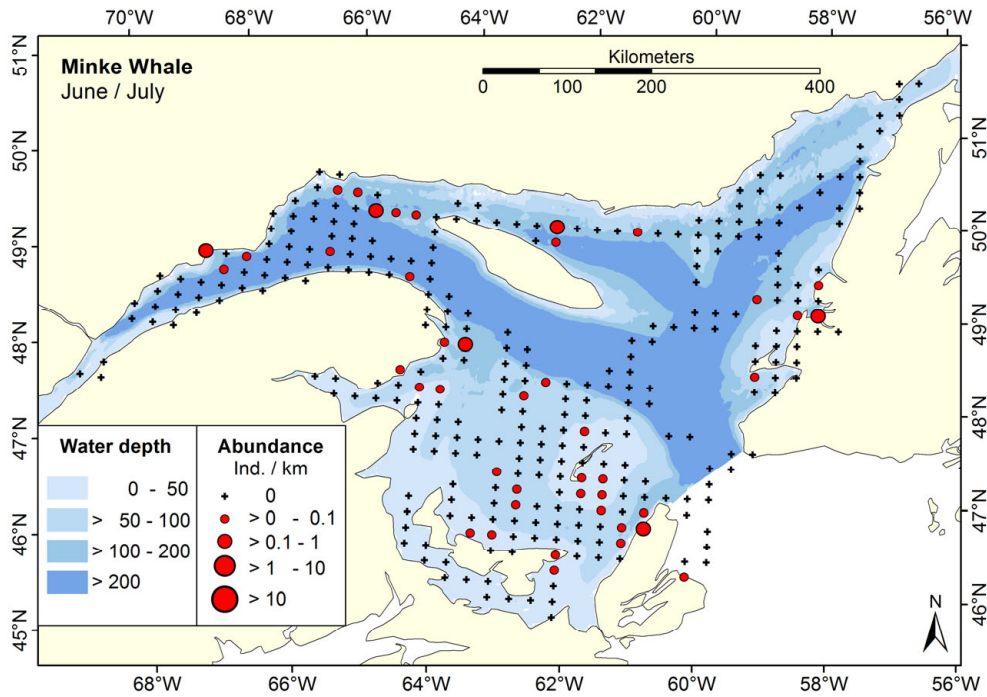 70°W 68°W 66°W 64°W 62°W 60°W 58°W 56°W
Minke Whale
June / July
Kilometers
0 100 200 400
51°N
50°N
49°N
48°N
47°N
46°N
45°N
51°N
50°N
49°N
48°N
47°N
46°N
Water depth
0 - 50
> 50 - 100
> 100 - 200
> 200
Abundance
Ind. / km
0
> 0 - 0.1
> 0.1 - 1
> 1 - 10
> 10
N
68°W 66°W 64°W 62°W 60°W 58°W 56°W